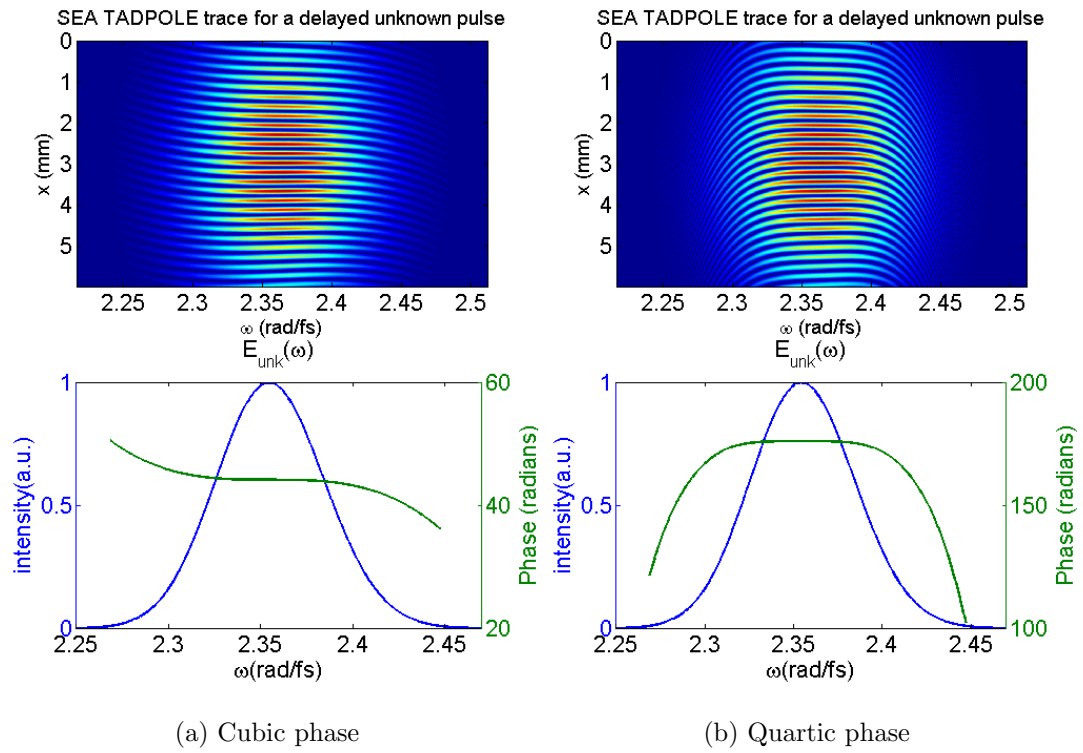 SEA TADPOLE trace for a delayed unknown pulse
0
1
2
3
4
5
x (mm)
2.25 2.3 2.35 2.4 2.45 2.5
ω (rad/fs)
E_unk(ω)
1
0.5
0
intensity(a.u.)
60
40
20
Phase (radians)
2.25 2.3 2.35 2.4 2.45
ω(rad/fs)
(a) Cubic phase
SEA TADPOLE trace for a delayed unknown pulse
0
1
2
3
4
5
x (mm)
2.25 2.3 2.35 2.4 2.45 2.5
ω (rad/fs)
E_unk(ω)
1
0.5
0
intensity(a.u.)
200
150
100
Phase (radians)
2.25 2.3 2.35 2.4 2.45
ω(rad/fs)
(b) Quartic phase